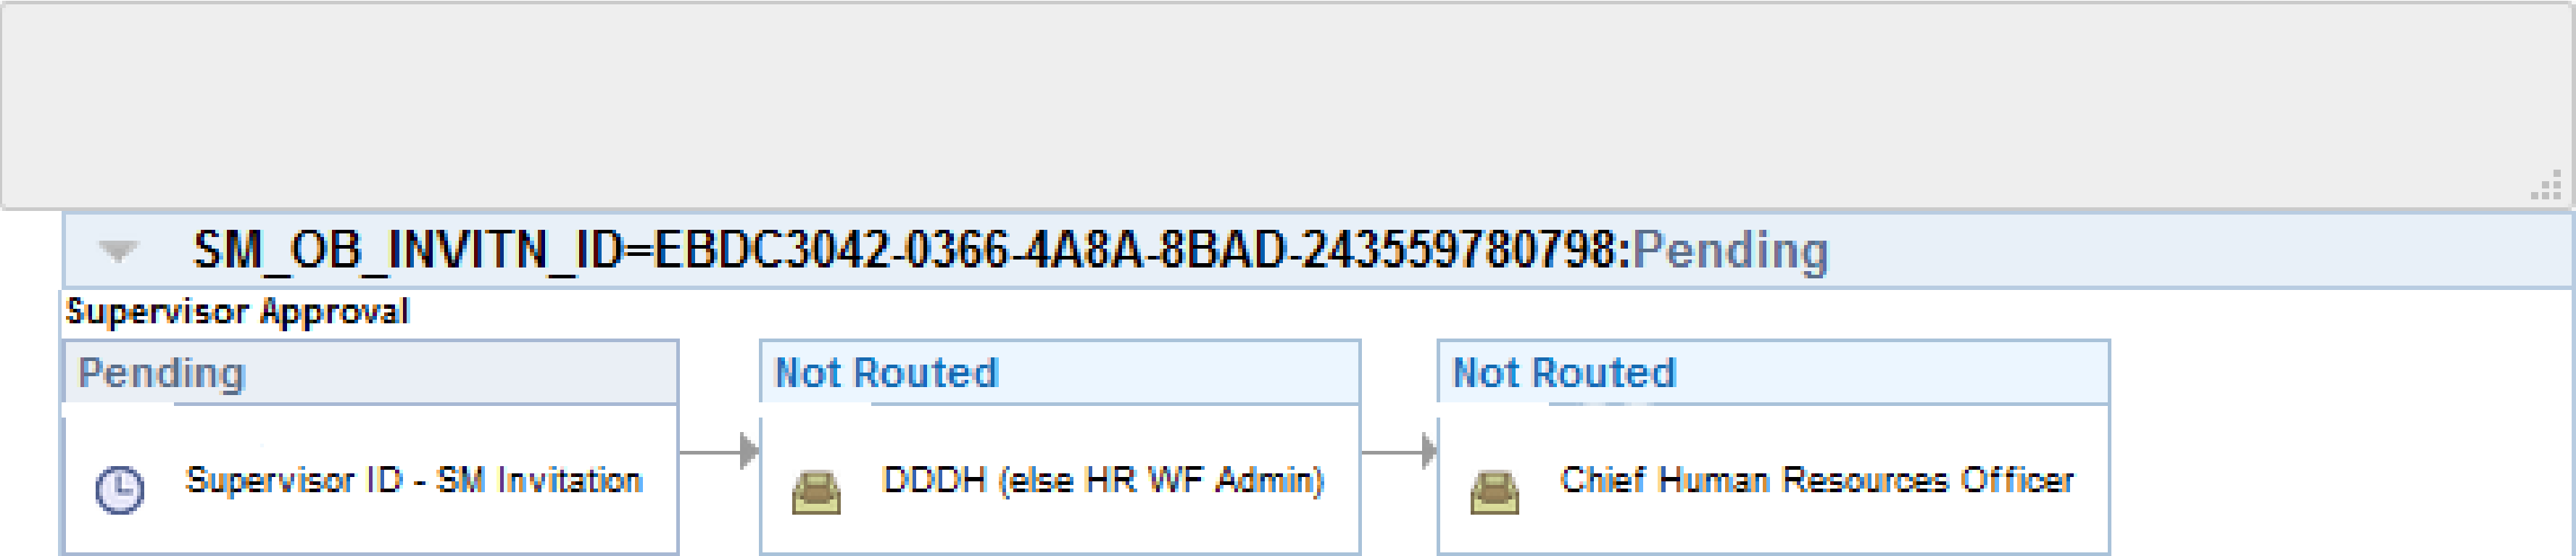 SM_OB_INVITN_ID=EBDC3042-0366-4A8A-8BAD-243559780798:Pending
Supervisor Approval
Pending
Supervisor ID - SM Invitation
Not Routed
DDDH (else HR WF Admin)
Not Routed
Chief Human Resources Officer